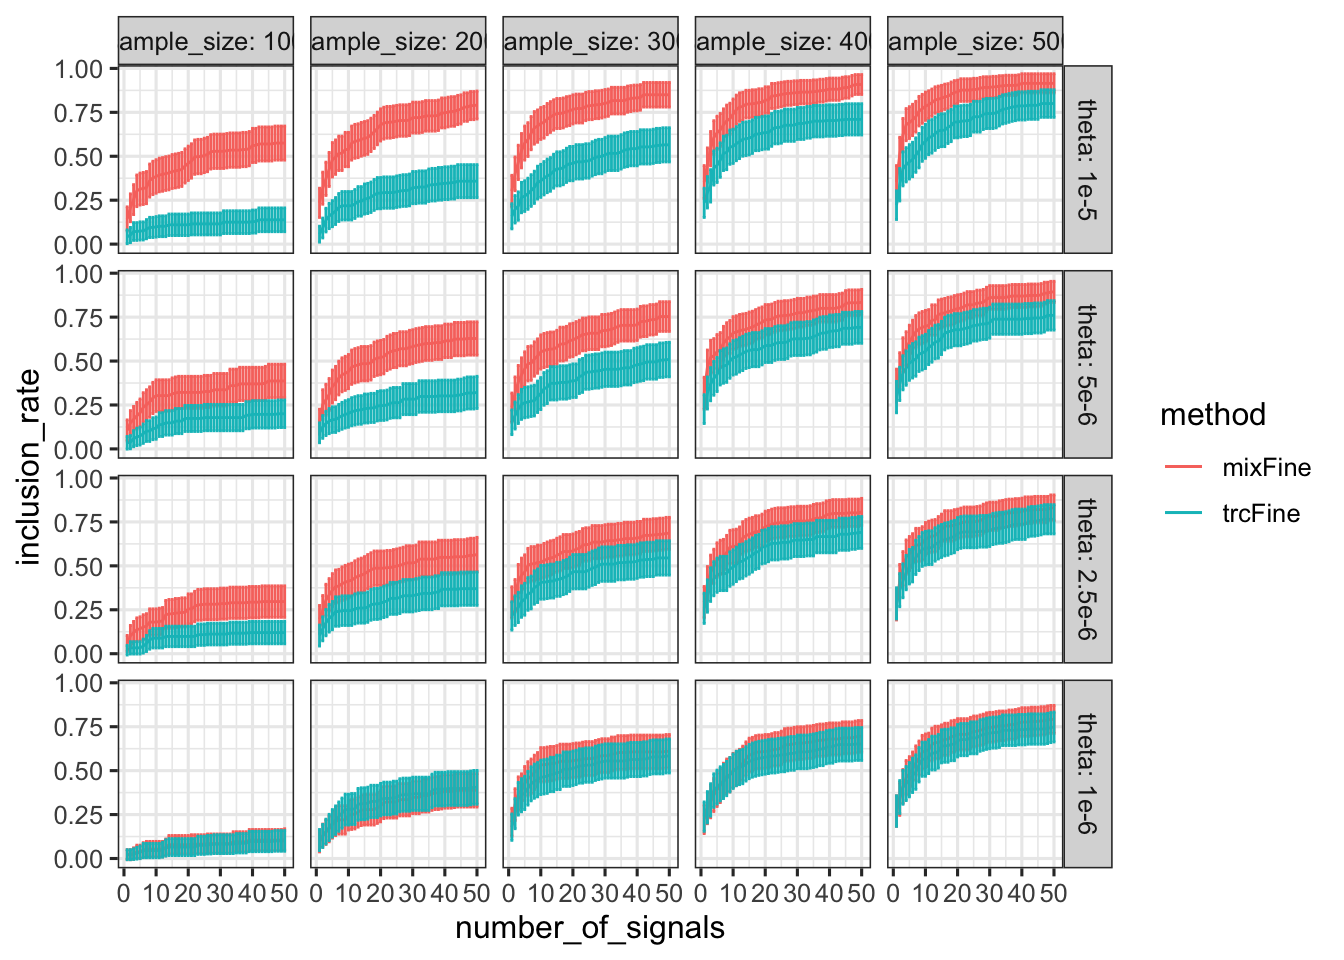 ample_size: 10 ample_size: 20 ample_size: 30 ample_size: 40 ample_size: 50
1.00
0.75
0.50
0.25
0.00
theta: 1e-5
1.00
0.75
0.50
0.25
0.00
theta: 5e-6
1.00
0.75
0.50
0.25
0.00
theta: 2.5e-6
1.00
0.75
0.50
0.25
0.00
theta: 1e-6
0 10 20 30 40 50 0 10 20 30 40 50 0 10 20 30 40 50 0 10 20 30 40 50 0 10 20 30 40 50
number_of_signals
inclusion_rate
method
mixFine
trcFine